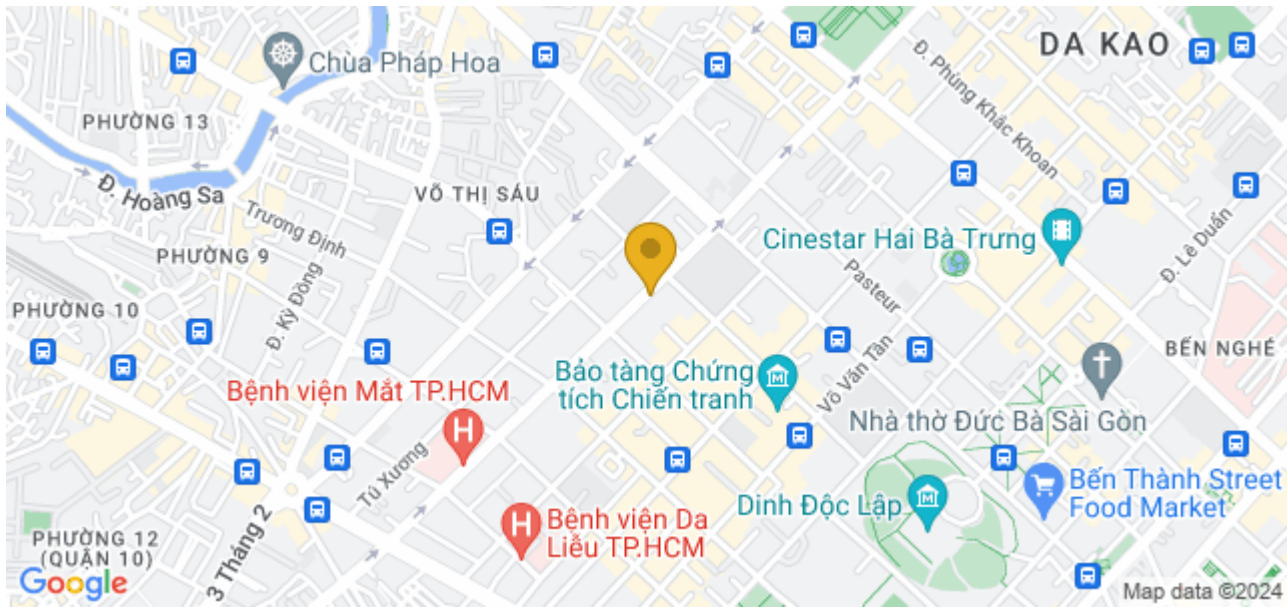 DA KAO
Chùa Pháp Hoa
Đ. Phùng Khắc Khoan
PHƯỜNG 13
Đ. Hoàng Sa
VÕ THỊ SÁU
Trương Định
Cinestar Hai Bà Trưng
Đ. Lê Duẩn
PHƯỜNG 9
Pasteur
PHƯỜNG 10
Đ. Kỳ Đồng
BẾN NGHÉ
Bảo tàng Chứng
tích Chiến tranh
Võ Văn Tần
Bệnh viện Mắt TP.HCM
Nhà thờ Đức Bà Sài Gòn
H
Tú Xương
Bến Thành Street
Food Market
Dinh Độc Lập
3 Tháng 2
H
Bệnh viện Da
Liễu TP.HCM
PHƯỜNG 12
(QUẬN 10)
Google
Map data ©2024